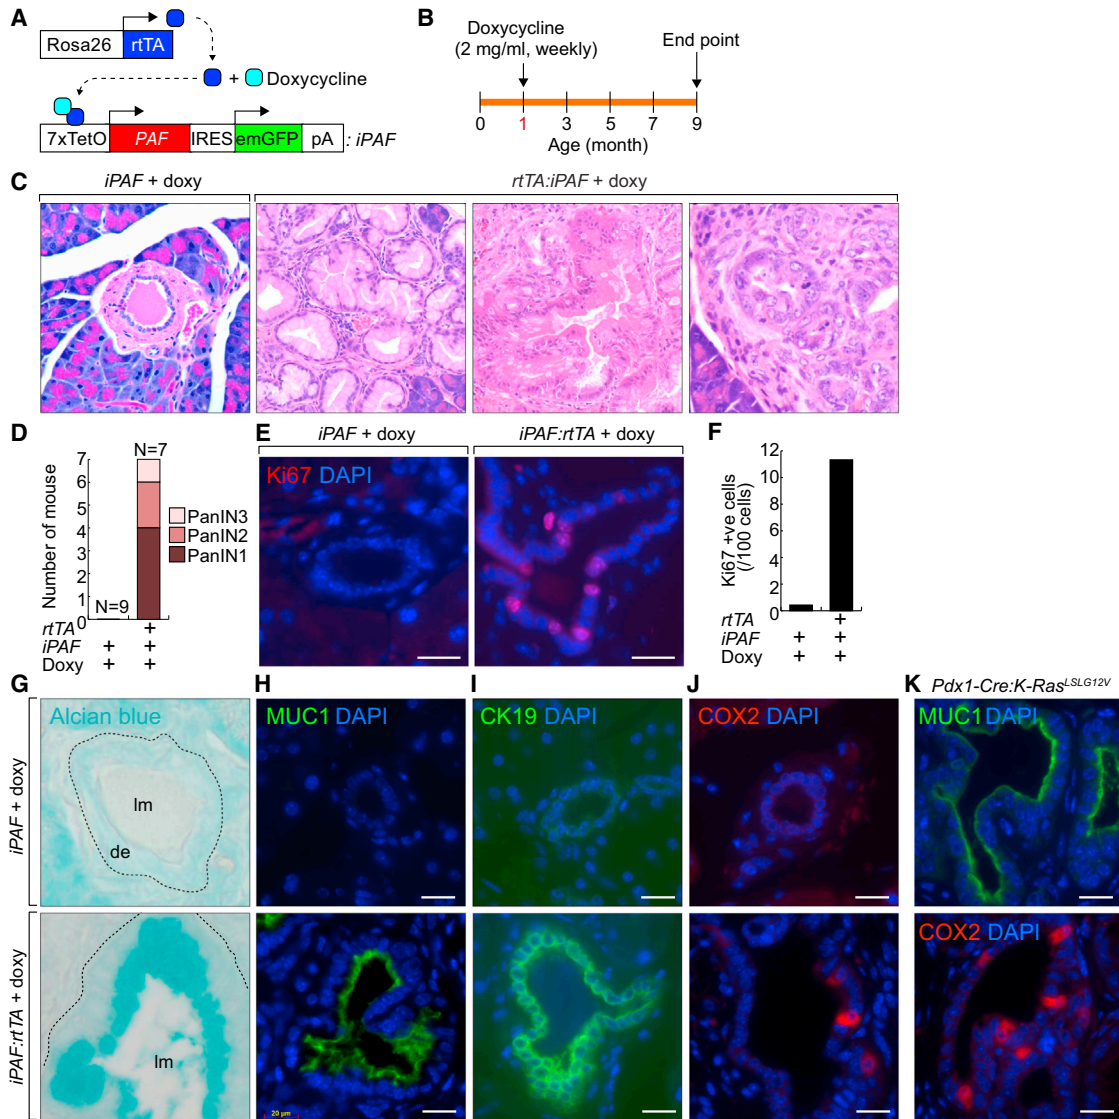 A
Rosa26 rtTA
+ Doxycycline
7xTetO PAF IRES emGFP pA : iPAF
B
Doxycycline
(2 mg/ml, weekly)
End point
0 1 3 5 7 9
Age (month)
C
iPAF + doxy
rtTA:iPAF + doxy
D
Number of mouse
7
6
5
4
3
2
1
0
N=9
N=7
PanIN3
PanIN2
PanIN1
rtTA +
iPAF + +
Doxy + +
E
iPAF + doxy
iPAF:rtTA + doxy
Ki67 DAPI
F
Ki67 +ve cells
(/100 cells)
12
10
8
6
4
2
0
rtTA +
iPAF + +
Doxy + +
G
iPAF + doxy
Alcian blue
lm
de
iPAF:rtTA + doxy
lm
H
MUC1 DAPI
20 µm
I
CK19 DAPI
J
COX2 DAPI
K
Pdx1-Cre:K-RasLSLG12V
MUC1 DAPI
COX2 DAPI